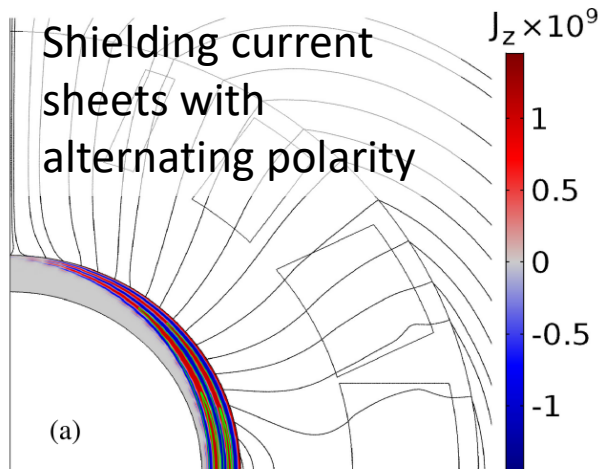 Shielding current
sheets with
alternating polarity
J_z×10^9
1
0.5
0
-0.5
-1
(a)